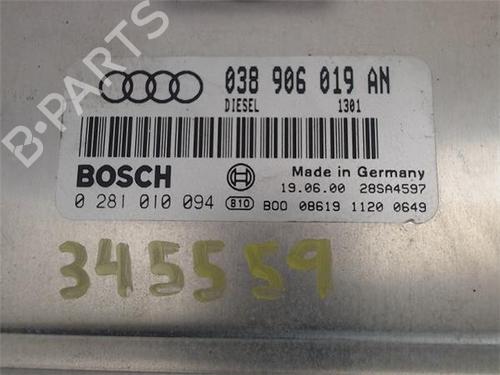 038 906 019 AN
DIESEL 1301
BOSCH
Made in Germany
19.06.00 28SA4597
0 281 010 094 B10 B00 08619 1120 0649
345559
B-PARTS